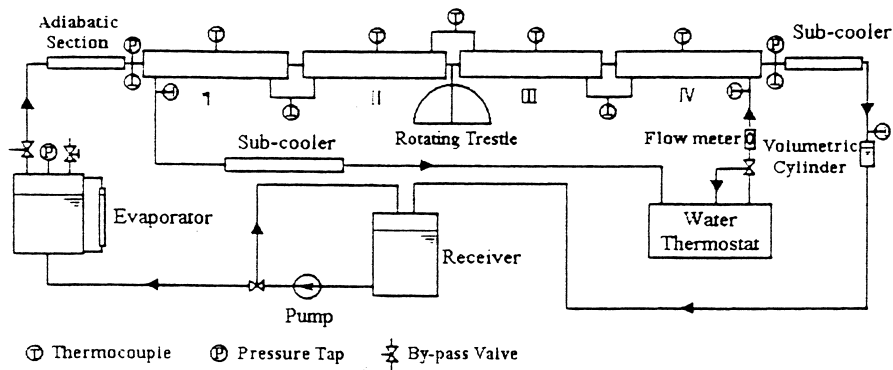 Adiabatic
Section
P
T
T
T
T
T
T
T
P
T
Sub-cooler
T
I
II
III
IV
T
T
Rotating Trestle
Flow meter
Volumetric
Cylinder
Sub-cooler
P
Evaporator
Receiver
Water
Thermostat
Pump
T Thermocouple
P Pressure Tap
By-pass Valve